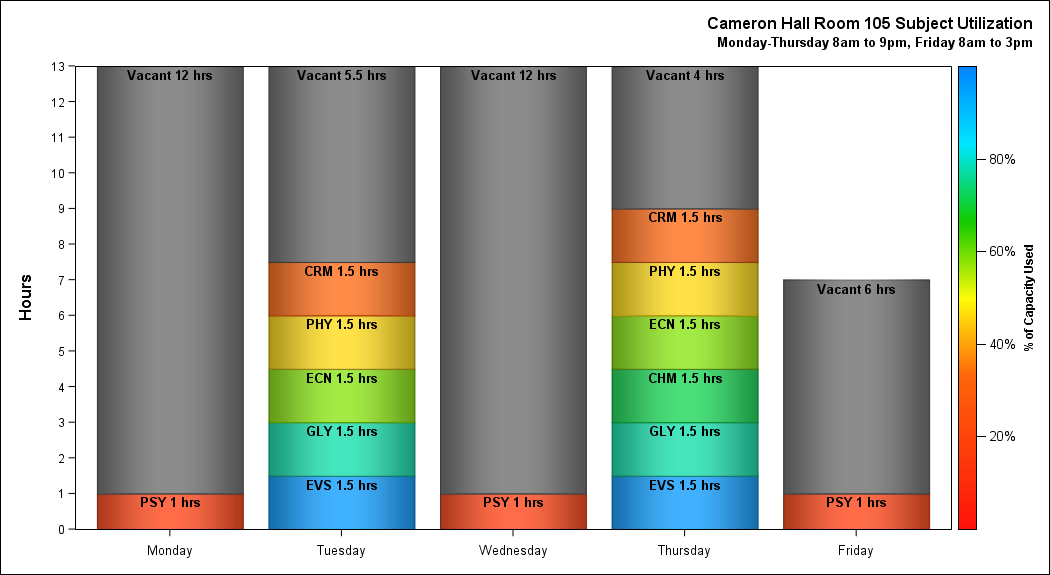 Cameron Hall Room 105 Subject Utilization
Monday-Thursday 8am to 9pm, Friday 8am to 3pm
Hours
13
12
11
10
9
8
7
6
5
4
3
2
1
0
Vacant 12 hrs
PSY 1 hrs
Monday
Vacant 5.5 hrs
CRM 1.5 hrs
PHY 1.5 hrs
ECN 1.5 hrs
GLY 1.5 hrs
EVS 1.5 hrs
Tuesday
Vacant 12 hrs
PSY 1 hrs
Wednesday
Vacant 4 hrs
CRM 1.5 hrs
PHY 1.5 hrs
ECN 1.5 hrs
CHM 1.5 hrs
GLY 1.5 hrs
EVS 1.5 hrs
Thursday
Vacant 6 hrs
PSY 1 hrs
Friday
80%
60%
40%
20%
% of Capacity Used